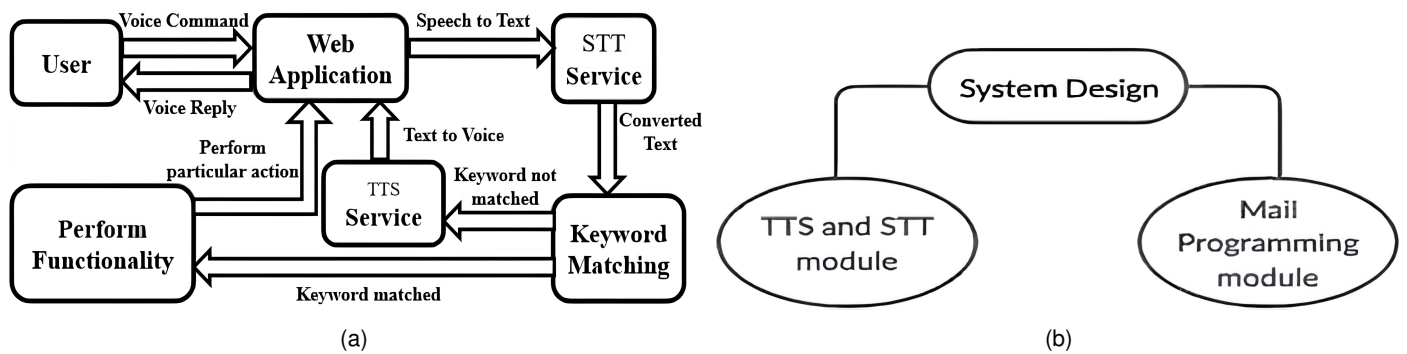 Voice Command
User
Voice Reply
Web
Application
Speech to Text
STT
Service
Converted
Text
Text to Voice
Perform
particular action
TTS
Service
Keyword not
matched
Perform
Functionality
Keyword
Matching
Keyword matched
(a)
System Design
TTS and STT
module
Mail
Programming
module
(b)